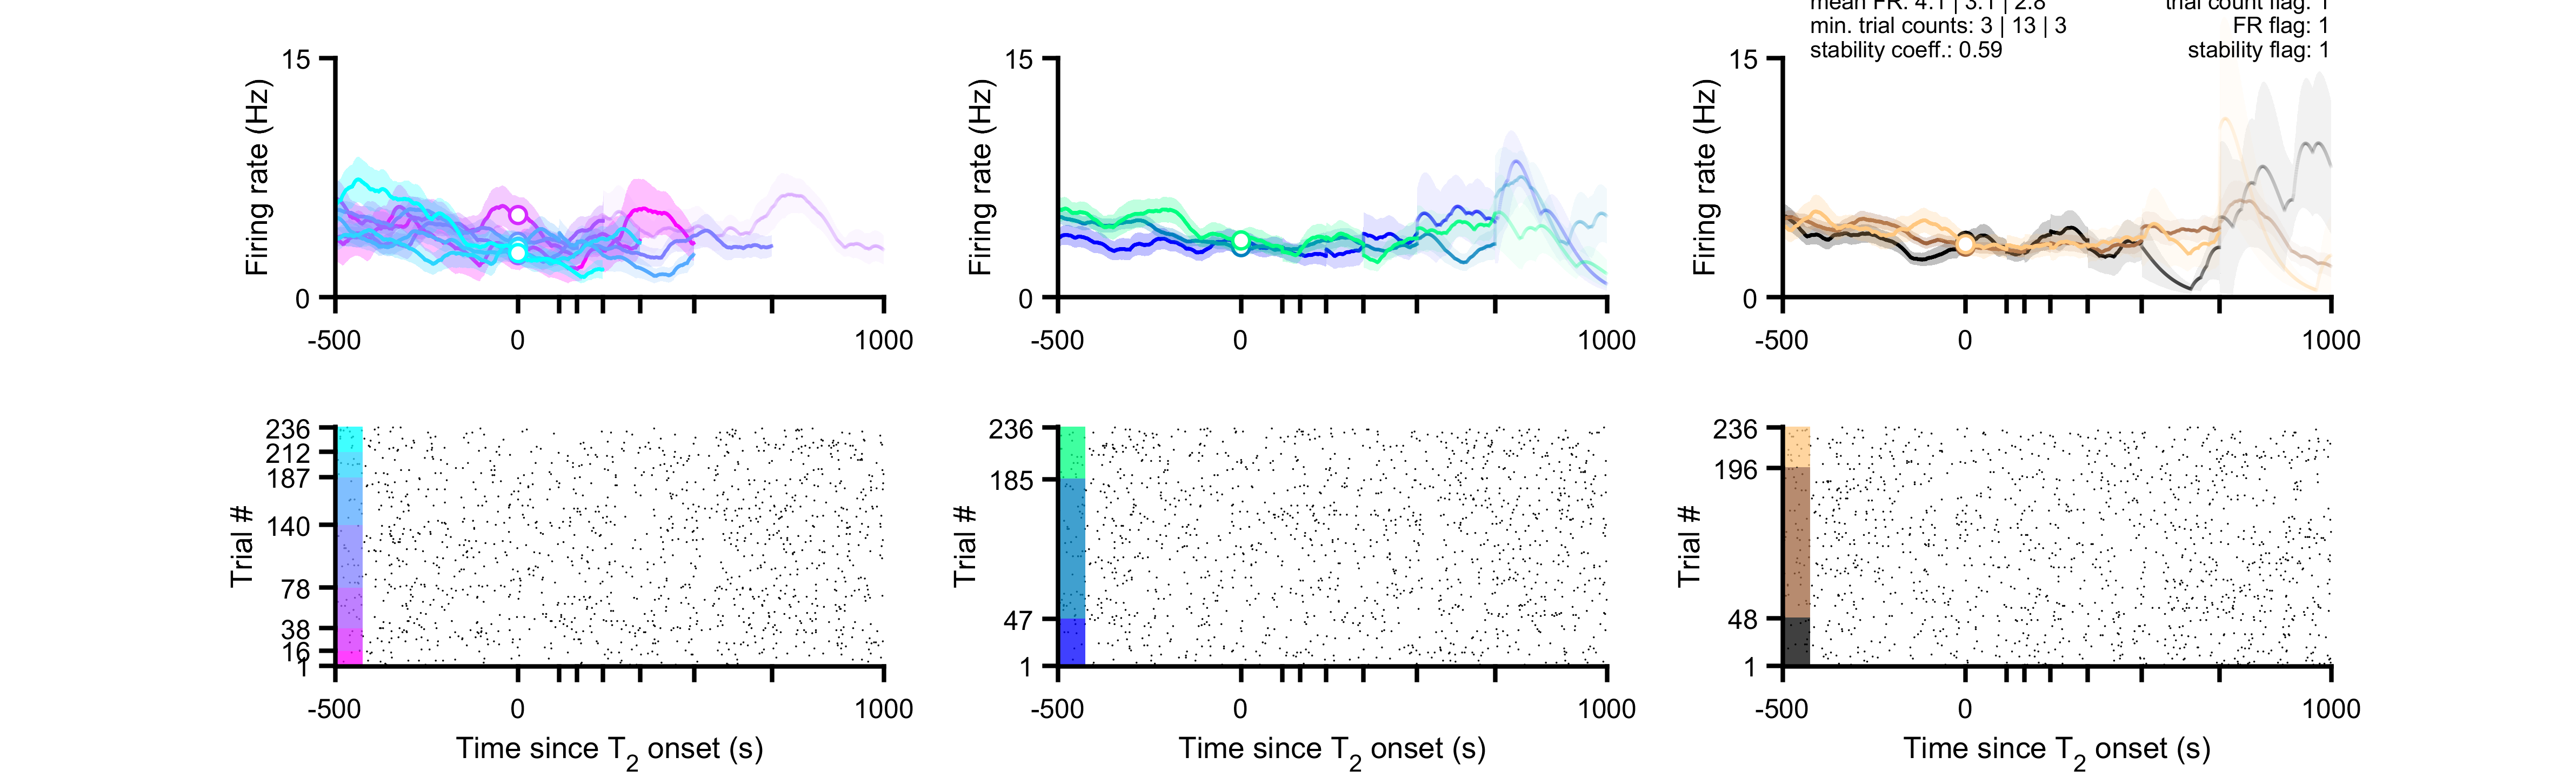 mean FR: 4.1 | 3.1 | 2.8
trial count flag: 1
min. trial counts: 3 | 13 | 3
FR flag: 1
stability coeff.: 0.59
stability flag: 1
15
Firing rate (Hz)
0
-500
0
1000
15
Firing rate (Hz)
0
-500
0
1000
15
Firing rate (Hz)
0
-500
0
1000
236
212
187
140
78
38
16
1
Trial #
-500
0
1000
Time since T2 onset (s)
236
185
47
1
Trial #
-500
0
1000
Time since T2 onset (s)
236
196
48
1
Trial #
-500
0
1000
Time since T2 onset (s)